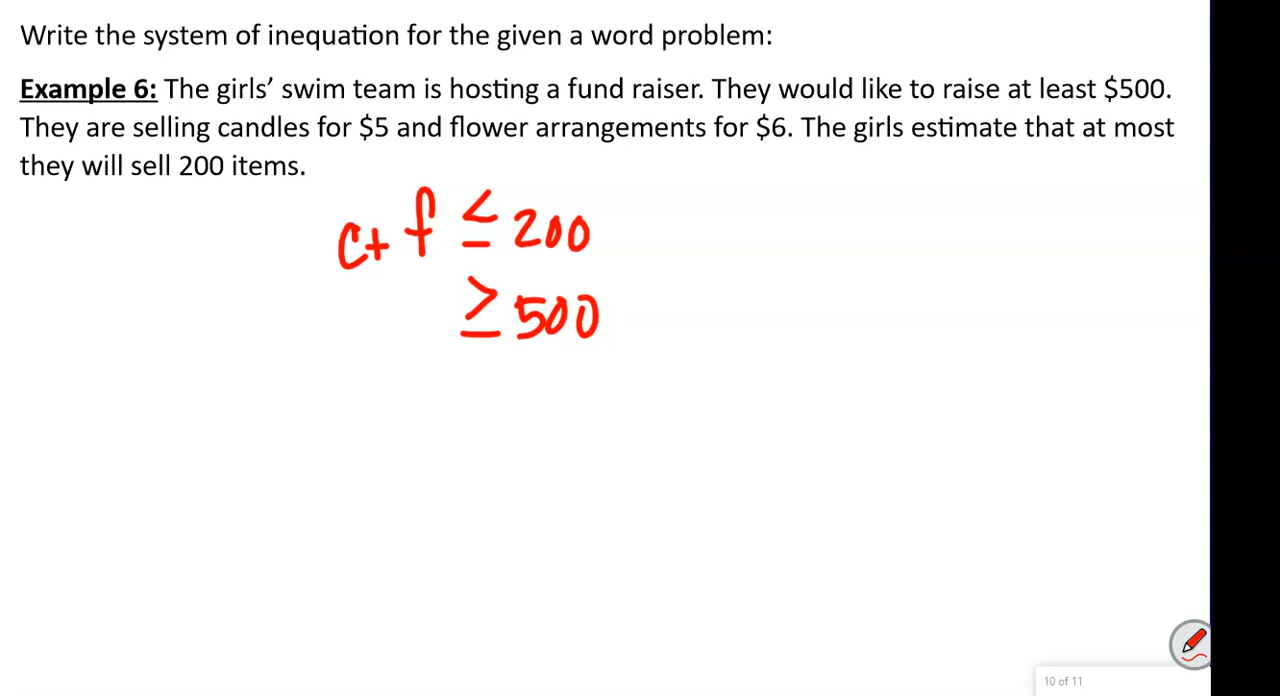 Write the system of inequation for the given a word problem:
Example 6: The girls’ swim team is hosting a fund raiser. They would like to raise at least $500.
They are selling candles for $5 and flower arrangements for $6. The girls estimate that at most
they will sell 200 items.
c+ f ≤ 200
≥ 500
10 of 11